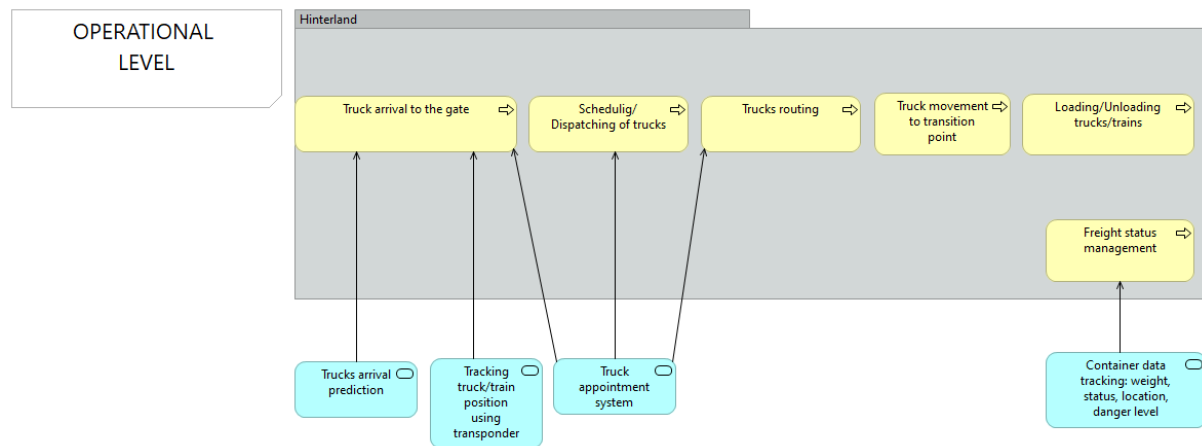 OPERATIONAL
LEVEL
Hinterland
Truck arrival to the gate
Schedulig/
Dispatching of trucks
Trucks routing
Truck movement
to transition
point
Loading/Unloading
trucks/trains
Freight status
management
Trucks arrival
prediction
Tracking
truck/train
position
using
transponder
Truck
appointment
system
Container data
tracking: weight,
status, location,
danger level